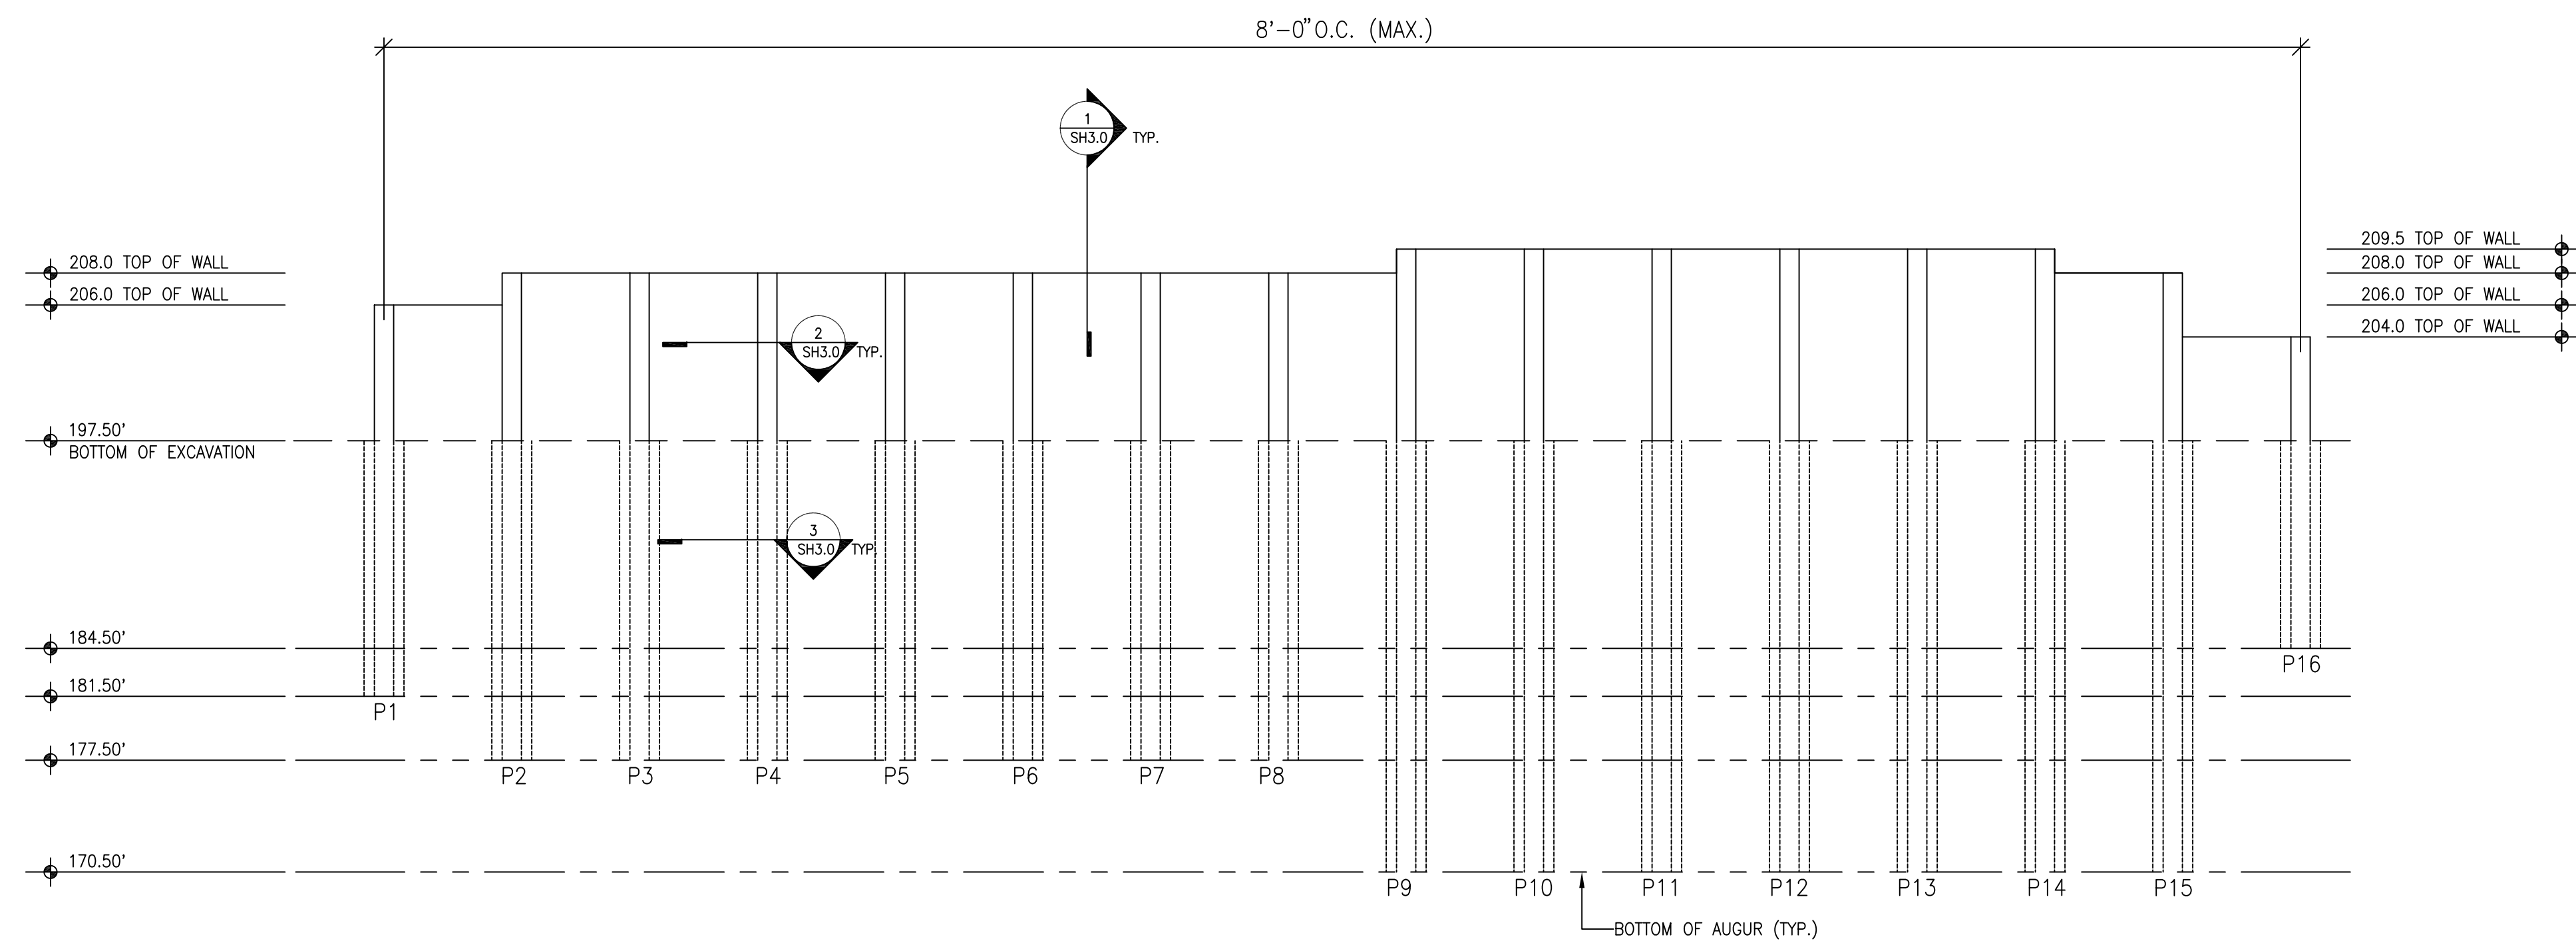 8'-0"O.C. (MAX.)
1
SH3.0
TYP.
209.5 TOP OF WALL
208.0 TOP OF WALL
208.0 TOP OF WALL
206.0 TOP OF WALL
206.0 TOP OF WALL
204.0 TOP OF WALL
2
SH3.0
TYP.
197.50'
BOTTOM OF EXCAVATION
3
SH3.0
TYP.
184.50'
P16
181.50'
P1
177.50'
P2
P3
P4
P5
P6
P7
P8
170.50'
P9
P10
P11
P12
P13
P14
P15
BOTTOM OF AUGUR (TYP.)